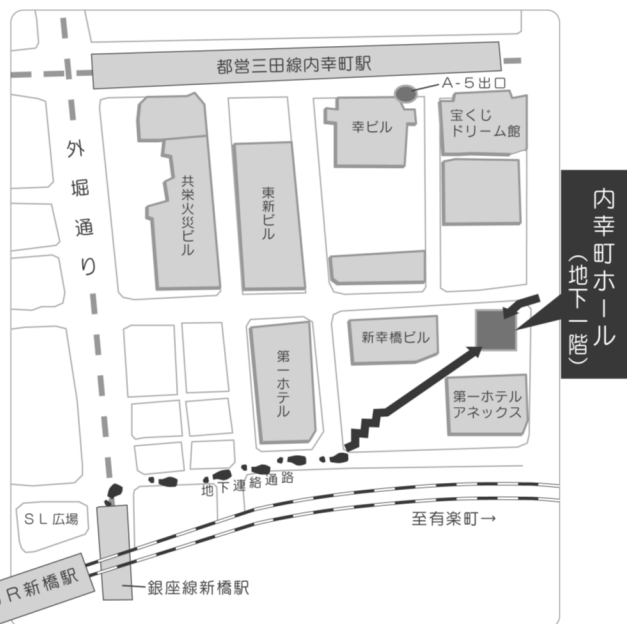 都営三田線内幸町駅
A-5出口
宝くじ
ドリーム館
幸ビル
外堀通り
共栄火災ビル
東新ビル
内幸町ホール
(地下一階)
新幸橋ビル
第一ホテル
第一ホテル
アネックス
地下連絡通路
SL広場
至有楽町→
JR新橋駅
銀座線新橋駅